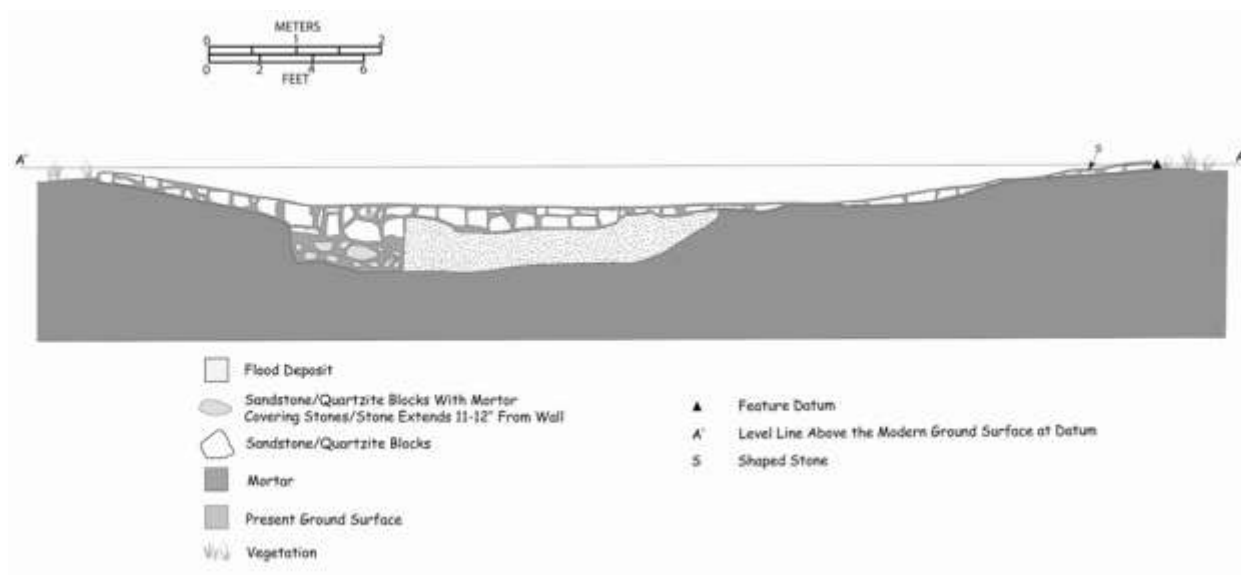 METERS
0 1 2
0 2 4 6
FEET
A' A
S
Flood Deposit
Sandstone/Quartzite Blocks With Mortar
Covering Stones/Stone Extends 11-12" From Wall
Sandstone/Quartzite Blocks
Mortar
Present Ground Surface
Vegetation
Feature Datum
A' Level Line Above the Modern Ground Surface at Datum
S Shaped Stone